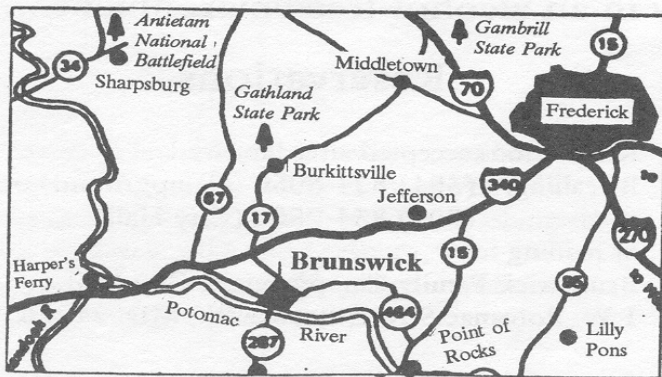 Antietam
National
Battlefield
Sharpsburg
34
Gambrill
State Park
15
Middletown
70
Frederick
Gathland
State Park
Burkittsville
67
17
Jefferson
340
270
15
85
Harper's
Ferry
Brunswick
Potomac
River
464
287
Point of
Rocks
Lilly
Pons